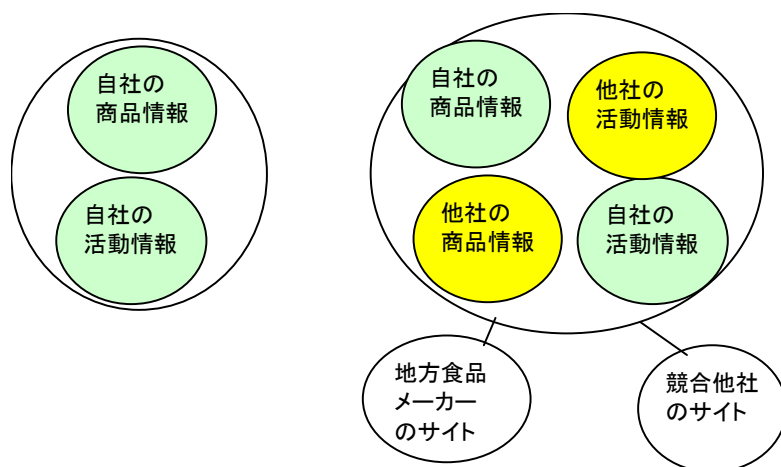 自社の
商品情報
自社の
活動情報
自社の
商品情報
他社の
活動情報
他社の
商品情報
自社の
活動情報
地方食品
メーカー
のサイト
競合他社
のサイト